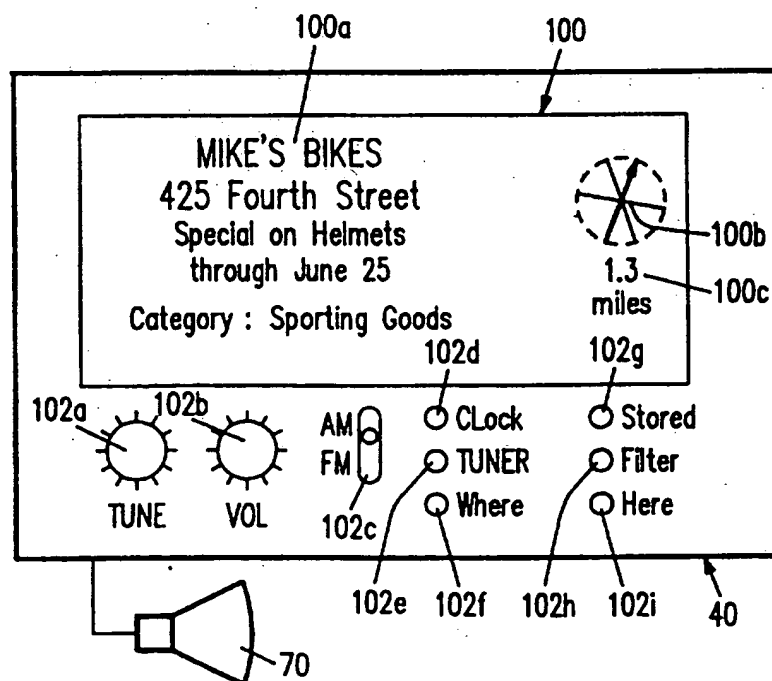 100a 100
MIKE'S BIKES
425 Fourth Street
Special on Helmets
through June 25
Category : Sporting Goods
100b
1.3
miles
100c
102d 102g
102a 102b
AM
FM
CLock Stored
TUNER Filter
Where Here
TUNE VOL
102c
102e 102f 102h 102i 40
70